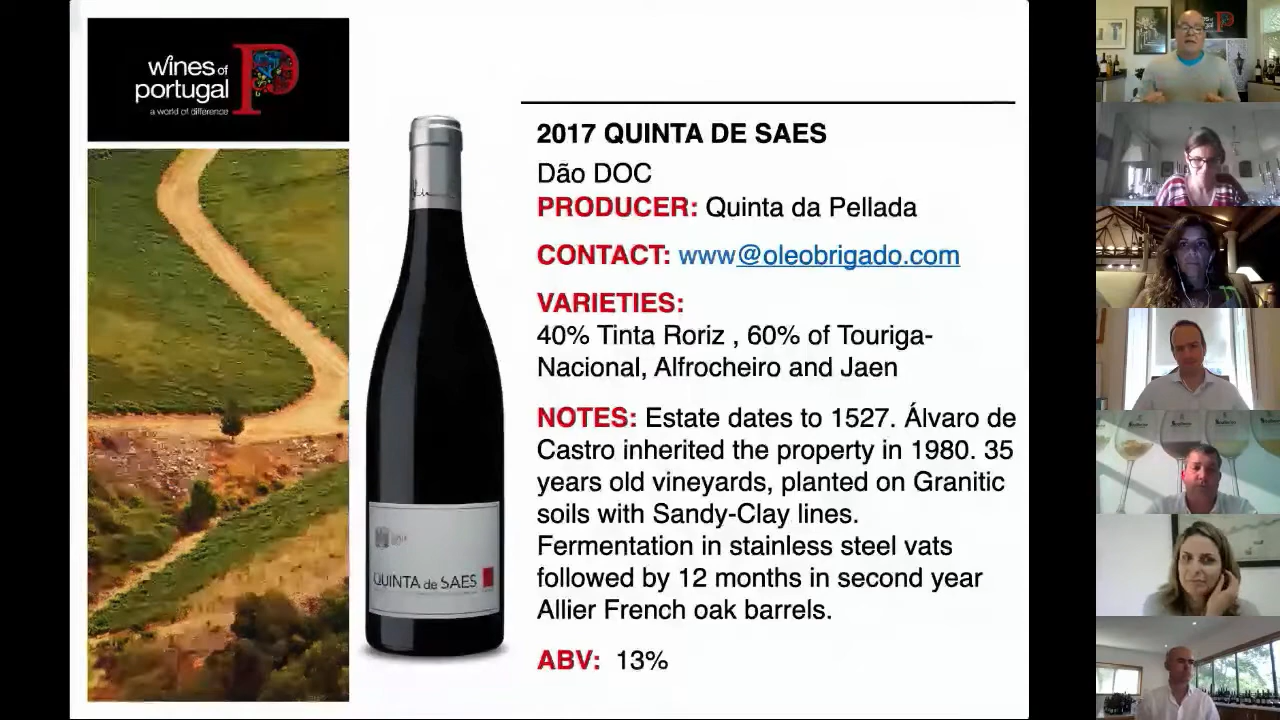 wines of
portugal
a world of difference
P
2017 QUINTA DE SAES
Dão DOC
PRODUCER: Quinta da Pellada
CONTACT: www@oleobrigado.com
VARIETIES:
40% Tinta Roriz , 60% of Touriga-
Nacional, Alfrocheiro and Jaen
NOTES: Estate dates to 1527. Álvaro de
Castro inherited the property in 1980. 35
years old vineyards, planted on Granitic
soils with Sandy-Clay lines.
Fermentation in stainless steel vats
followed by 12 months in second year
Allier French oak barrels.
ABV: 13%
QUINTA de SAES